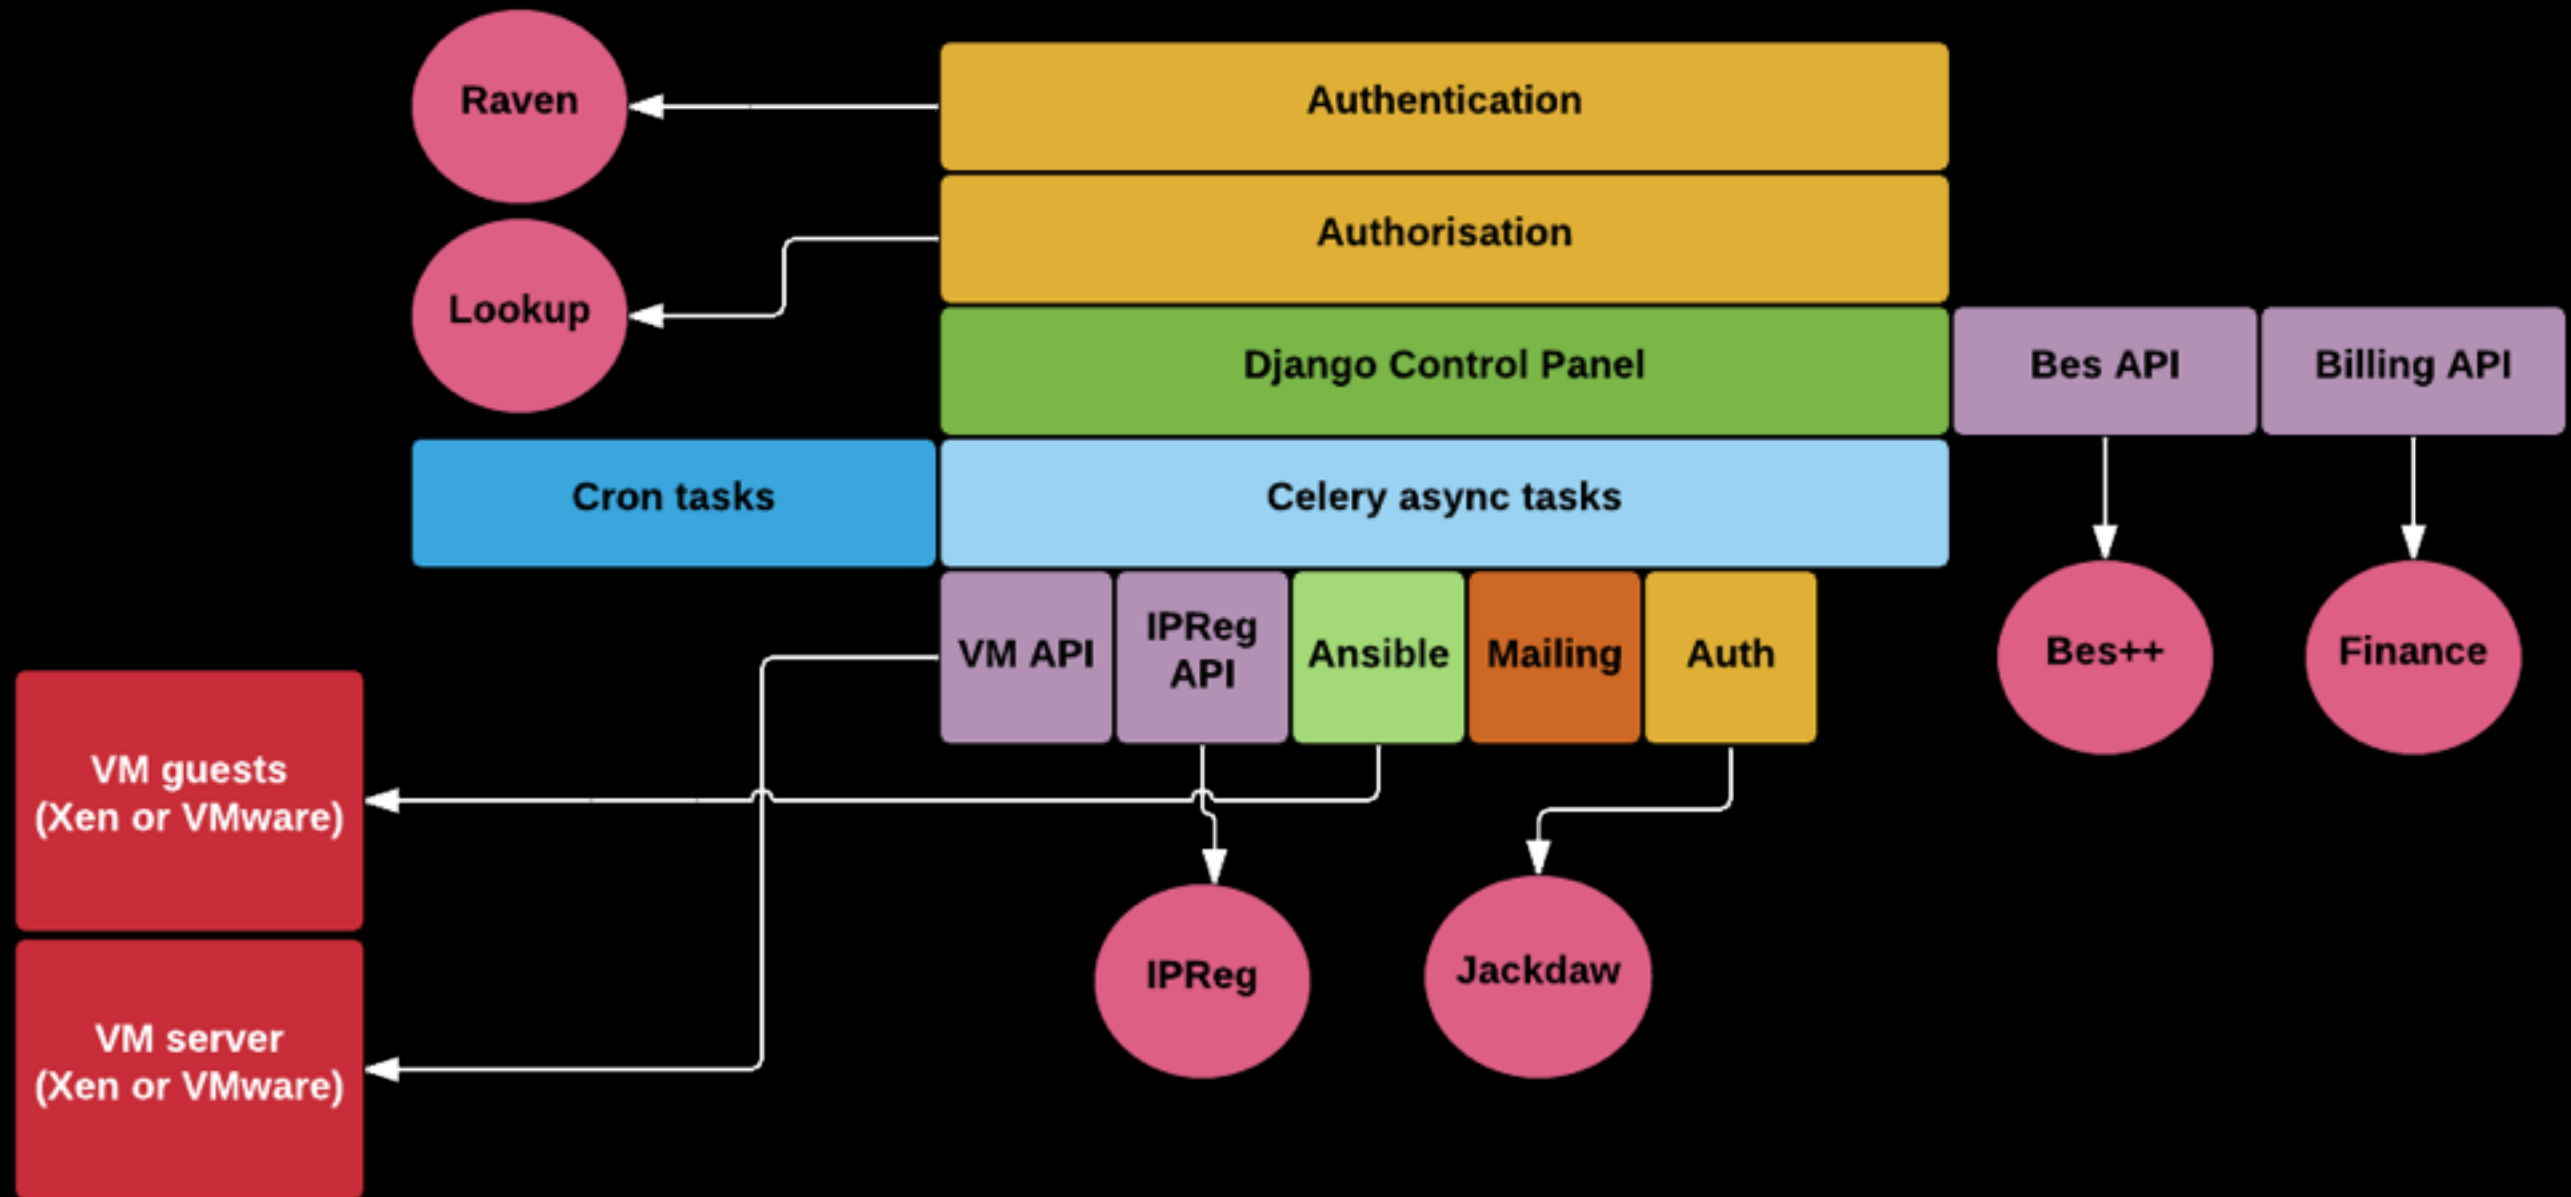 Raven
Authentication
Authorisation
Lookup
Django Control Panel
Bes API
Billing API
Cron tasks
Celery async tasks
VM API
IPReg
API
Ansible
Mailing
Auth
Bes++
Finance
VM guests
(Xen or VMware)
IPReg
Jackdaw
VM server
(Xen or VMware)